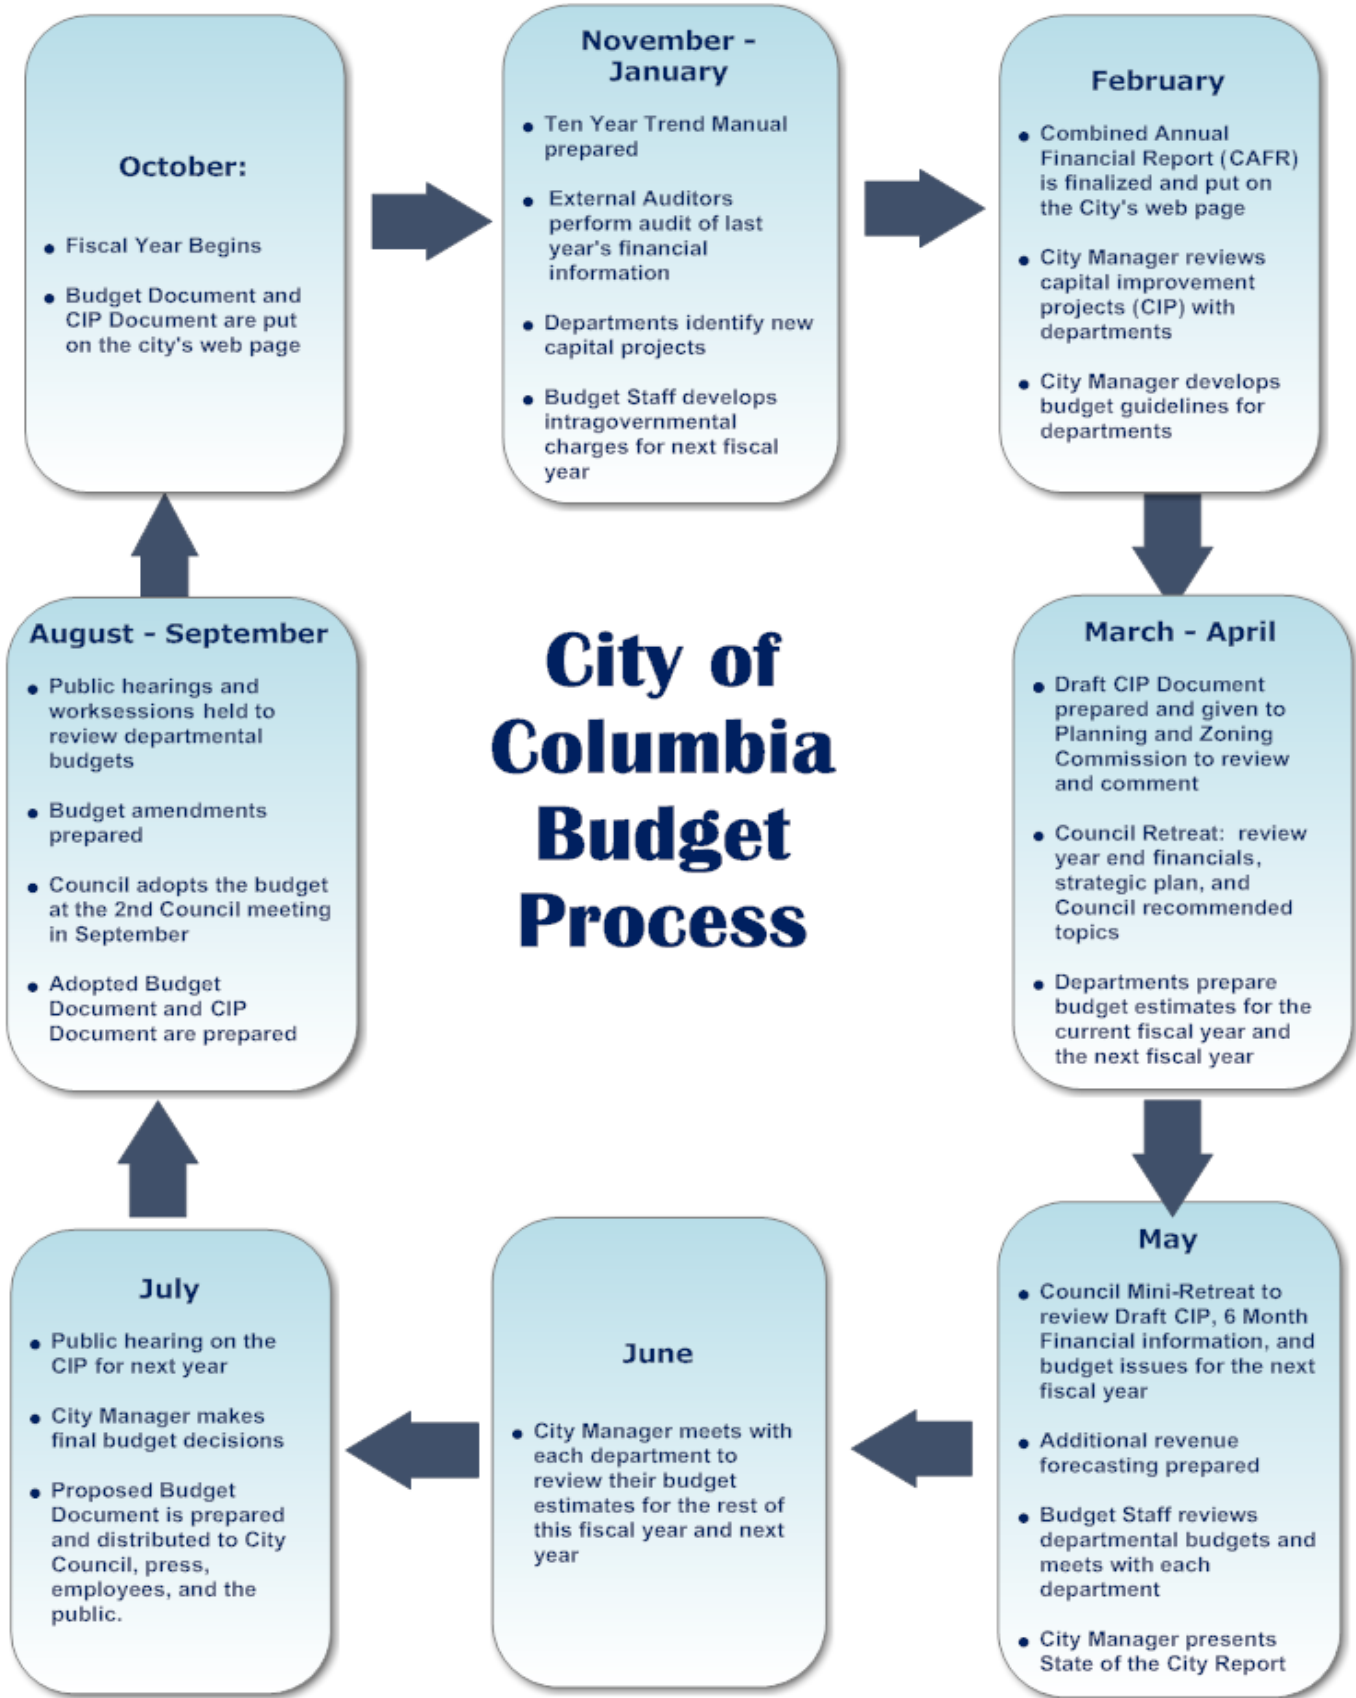 October:
● Fiscal Year Begins
● Budget Document and
CIP Document are put
on the city's web page
November -
January
● Ten Year Trend Manual
prepared
● External Auditors
perform audit of last
year's financial
information
● Departments identify new
capital projects
● Budget Staff develops
intragovernmental
charges for next fiscal
year
February
● Combined Annual
Financial Report (CAFR)
is finalized and put on
the City's web page
● City Manager reviews
capital improvement
projects (CIP) with
departments
● City Manager develops
budget guidelines for
departments
August - September
● Public hearings and
worksessions held to
review departmental
budgets
● Budget amendments
prepared
● Council adopts the budget
at the 2nd Council meeting
in September
● Adopted Budget
Document and CIP
Document are prepared
City of
Columbia
Budget
Process
March - April
● Draft CIP Document
prepared and given to
Planning and Zoning
Commission to review
and comment
● Council Retreat: review
year end financials,
strategic plan, and
Council recommended
topics
● Departments prepare
budget estimates for the
current fiscal year and
the next fiscal year
July
● Public hearing on the
CIP for next year
● City Manager makes
final budget decisions
● Proposed Budget
Document is prepared
and distributed to City
Council, press,
employees, and the
public.
June
● City Manager meets with
each department to
review their budget
estimates for the rest of
this fiscal year and next
year
May
● Council Mini-Retreat to
review Draft CIP, 6 Month
Financial information, and
budget issues for the next
fiscal year
● Additional revenue
forecasting prepared
● Budget Staff reviews
departmental budgets and
meets with each
department
● City Manager presents
State of the City Report